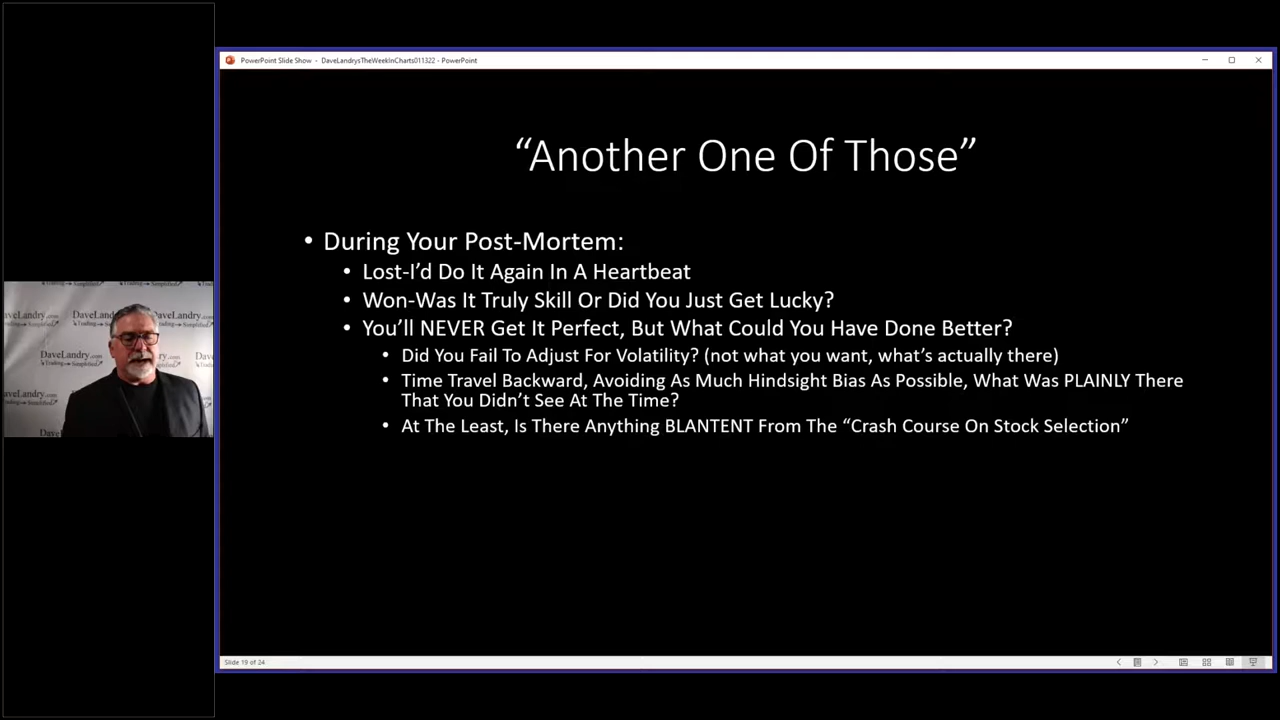 PowerPoint Slide Show - DaveLandrysTheWeekInCharts011322 - PowerPoint
“Another One Of Those”
• During Your Post-Mortem:
• Lost-I’d Do It Again In A Heartbeat
• Won-Was It Truly Skill Or Did You Just Get Lucky?
• You’ll NEVER Get It Perfect, But What Could You Have Done Better?
• Did You Fail To Adjust For Volatility? (not what you want, what’s actually there)
• Time Travel Backward, Avoiding As Much Hindsight Bias As Possible, What Was PLAINLY There
That You Didn’t See At The Time?
• At The Least, Is There Anything BLANTENT From The “Crash Course On Stock Selection”
DaveLandry.com
Trading Simplified
Slide 19 of 24